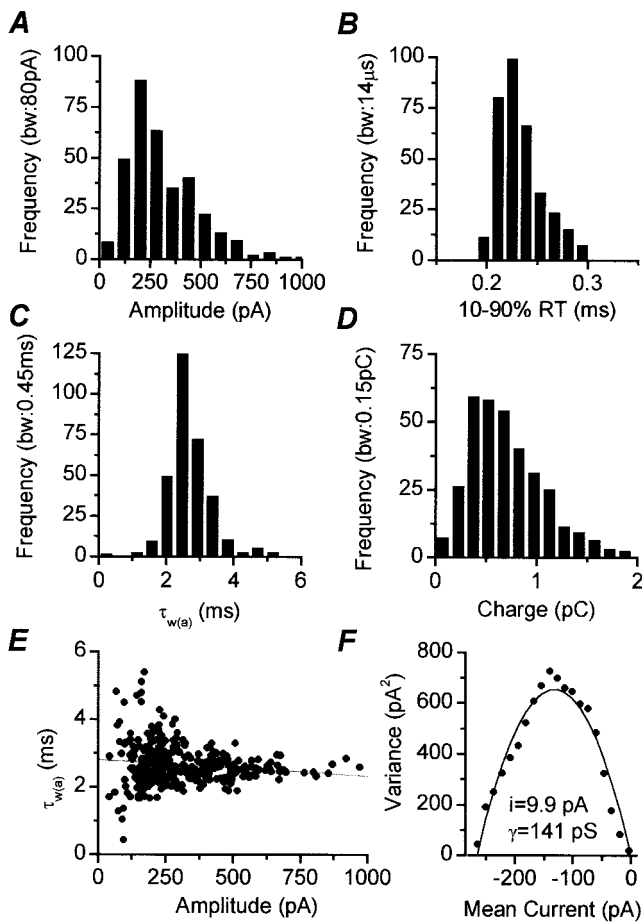 A
Frequency (bw:80pA)
100
75
50
25
0
0 250 500 750 1000
Amplitude (pA)
B
Frequency (bw:14µs)
100
75
50
25
0
0.2 0.3
10-90% RT (ms)
C
Frequency (bw:0.45ms)
125
100
75
50
25
0
0 2 4 6
τw(a) (ms)
D
Frequency (bw:0.15pC)
75
50
25
0
0 1 2
Charge (pC)
E
τw(a) (ms)
6
4
2
0
0 250 500 750 1000
Amplitude (pA)
F
Variance (pA²)
800
600
400
200
0
i=9.9 pA
γ=141 pS
-200 -100 0
Mean Current (pA)